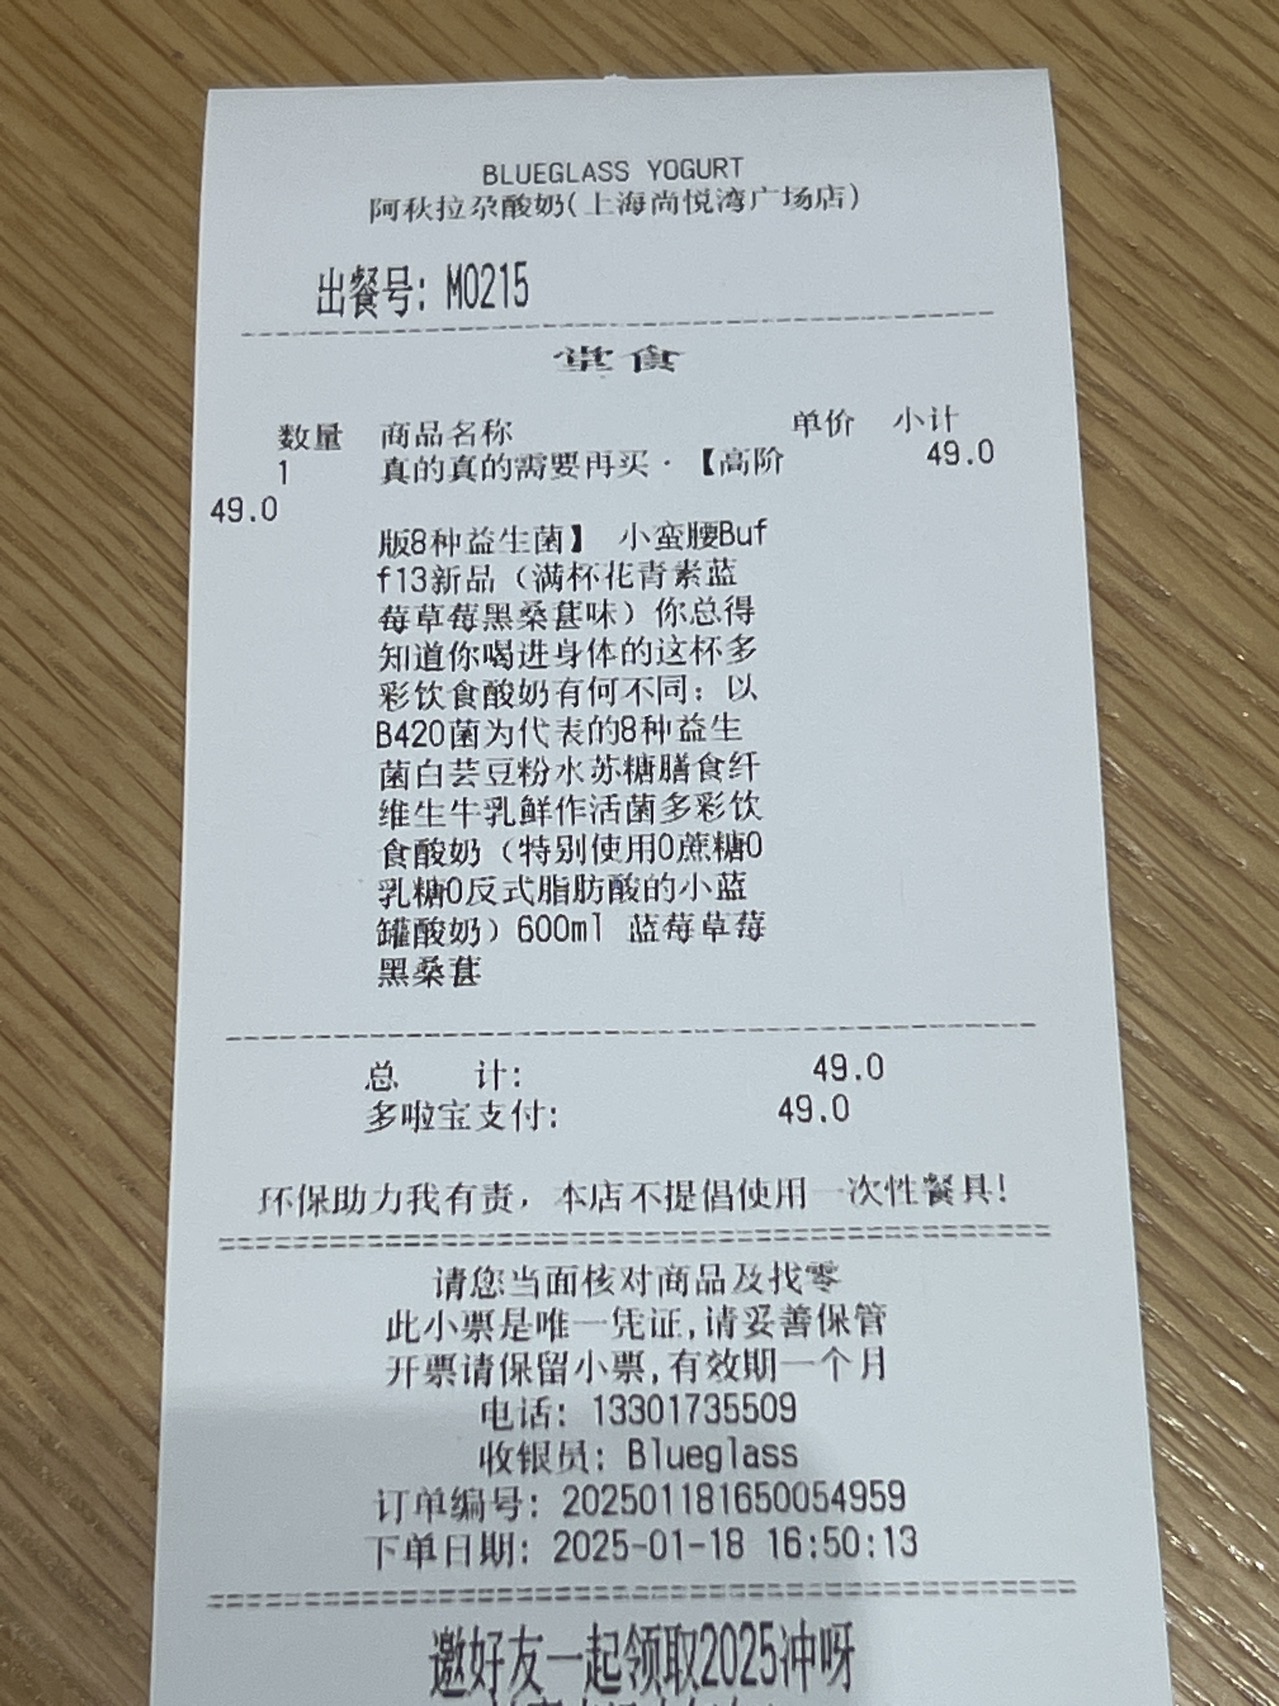 BLUEGLASS YOGURT
阿秋拉尕酸奶(上海尚悦湾广场店)
出餐号: M0215
堂食
数量 商品名称 单价 小计
1 真的真的需要再买·【高阶 49.0
49.0
版8种益生菌】 小蛮腰Buf
f13新品（满杯花青素蓝
莓草莓黑桑葚味）你总得
知道你喝进身体的这杯多
彩饮食酸奶有何不同: 以
B420菌为代表的8种益生
菌白芸豆粉水苏糖膳食纤
维生牛乳鲜作活菌多彩饮
食酸奶（特别使用0蔗糖0
乳糖0反式脂肪酸的小蓝
罐酸奶）600ml 蓝莓草莓
黑桑葚
总 计: 49.0
多啦宝支付: 49.0
环保助力我有责，本店不提倡使用一次性餐具!
请您当面核对商品及找零
此小票是唯一凭证,请妥善保管
开票请保留小票,有效期一个月
电话: 13301735509
收银员: Blueglass
订单编号: 202501181650054959
下单日期: 2025-01-18 16:50:13
邀好友一起领取2025冲呀